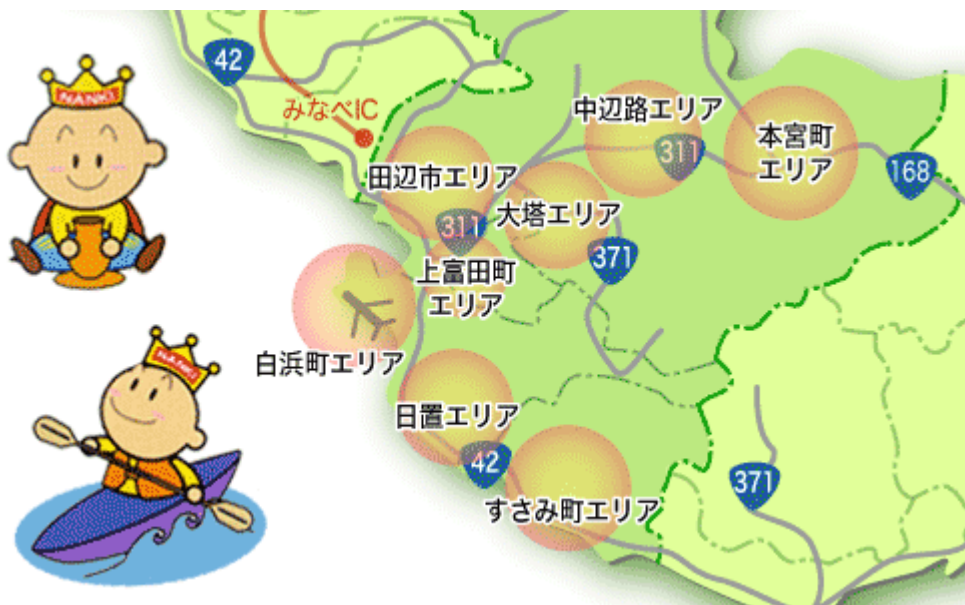 42
NANKI
みなべIC
中辺路エリア
311
本宮町
エリア
168
田辺市エリア
大塔エリア
311
371
上富田町
エリア
白浜町エリア
NANKI
日置エリア
42
371
すさみ町エリア